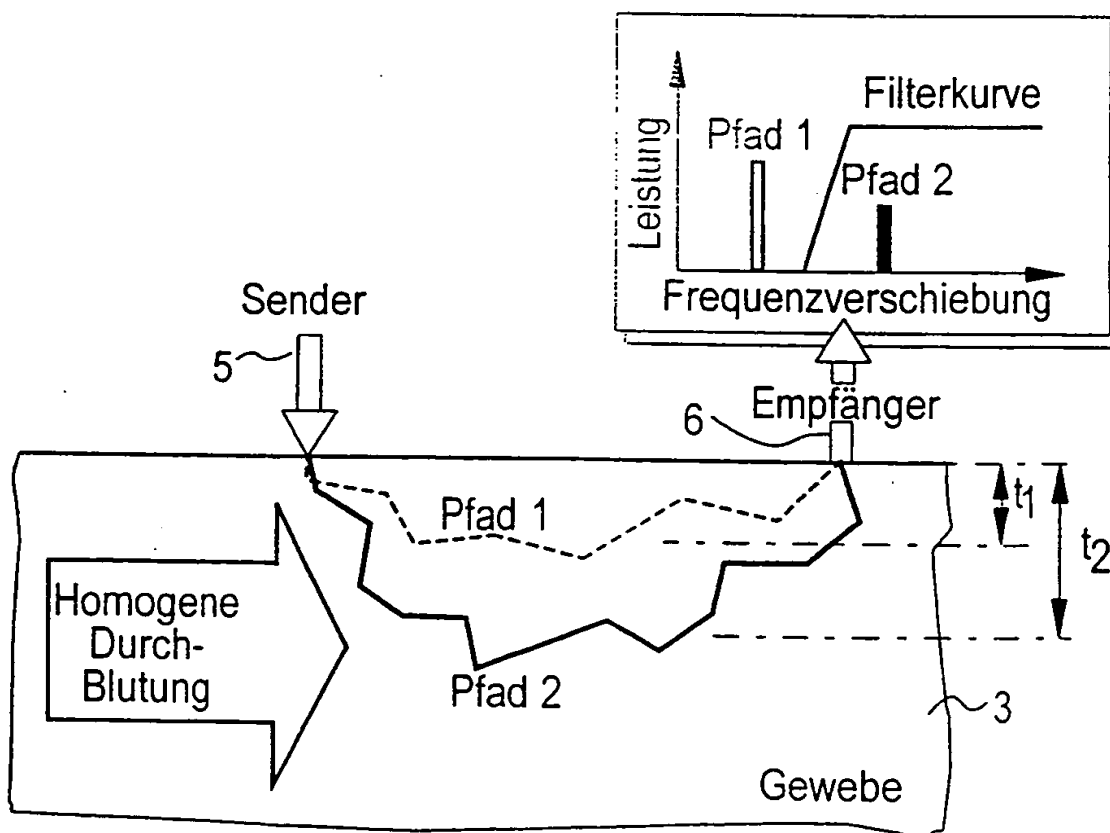 Leistung
Filterkurve
Pfad 1
Pfad 2
Frequenzverschiebung
Sender
5
Empfänger
6
Pfad 1
t1
t2
Homogene
Durch-
Blutung
Pfad 2
3
Gewebe